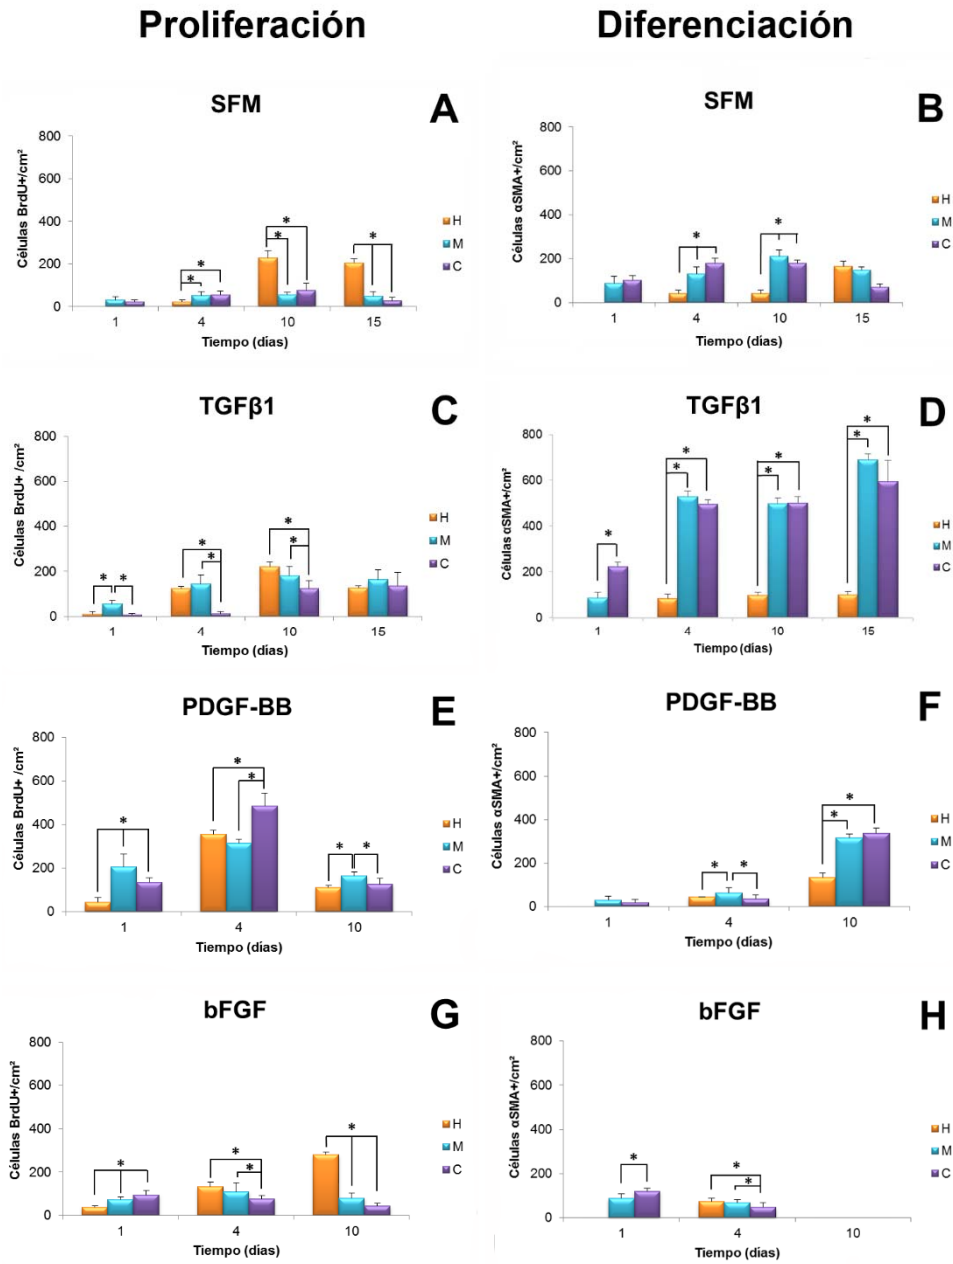 Proliferación
Diferenciación
SFM
A
Células BrdU+/cm²
800
600
400
200
0
*
*
*
*
*
1
4
10
15
Tiempo (días)
H
M
C
SFM
B
Células αSMA+/cm²
800
600
400
200
0
*
*
1
4
10
15
Tiempo (días)
H
M
C
TGFβ1
C
Células BrdU+ /cm²
800
600
400
200
0
*
*
*
*
*
*
1
4
10
15
Tiempo (días)
H
M
C
TGFβ1
D
Células αSMA+/cm²
800
600
400
200
0
*
*
*
*
*
*
*
1
4
10
15
Tiempo (días)
H
M
C
PDGF-BB
E
Células BrdU+ /cm²
800
600
400
200
0
*
*
*
*
*
1
4
10
Tiempo (días)
H
M
C
PDGF-BB
F
Células αSMA+/cm²
800
600
400
200
0
*
*
*
*
1
4
10
Tiempo (días)
H
M
C
bFGF
G
Células BrdU+/cm²
800
600
400
200
0
*
*
*
*
1
4
10
Tiempo (días)
H
M
C
bFGF
H
Células αSMA+/cm²
800
600
400
200
0
*
*
*
1
4
10
Tiempo (días)
H
M
C